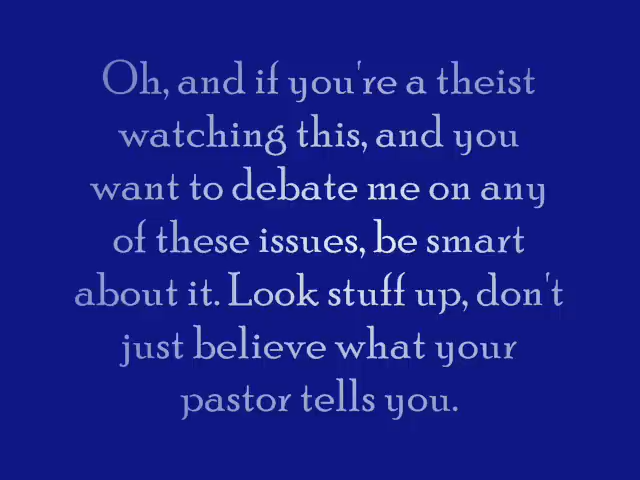 Oh, and if you're a theist
watching this, and you
want to debate me on any
of these issues, be smart
about it. Look stuff up, don't
just believe what your
pastor tells you.